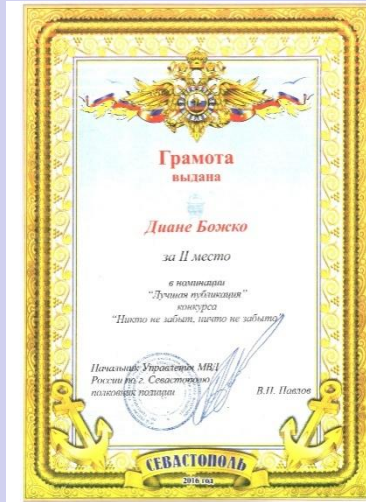 Грамота
выдана
Диане Божко
за II место
в номинации
“Лучшая публикация”
конкурса
“Никто не забыт, ничто не забыто”
Начальник Управления МВД
России по г. Севастополю
полковник полиции
В.Н. Павлов
СЕВАСТОПОЛЬ
2016 год